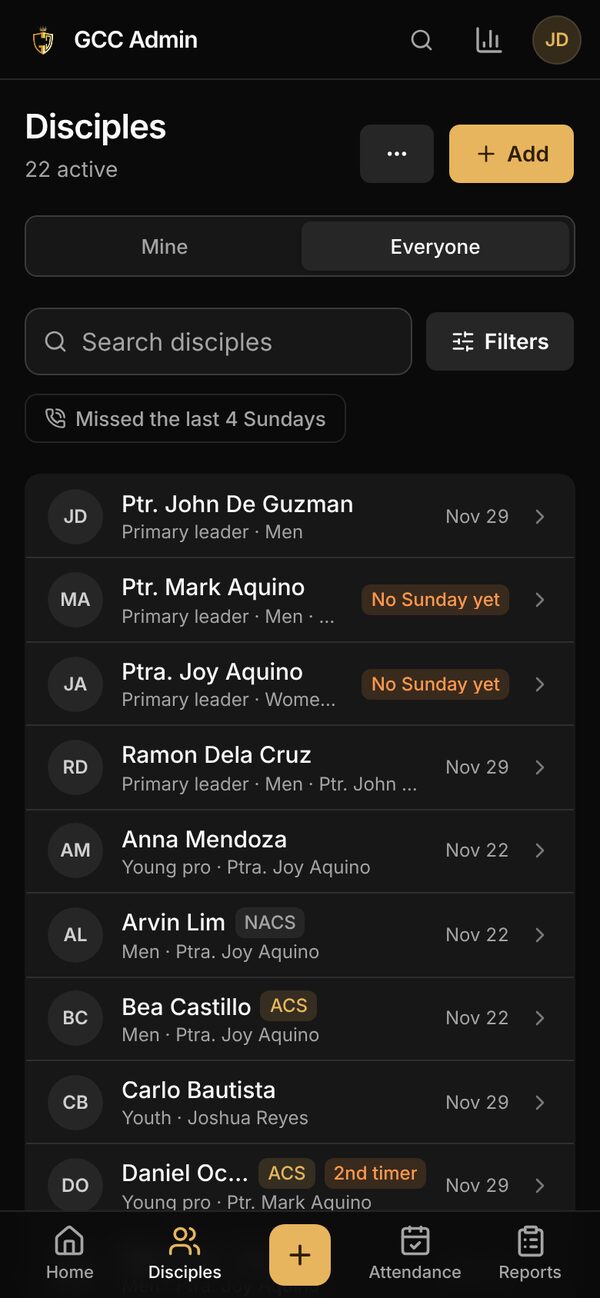 GCC Admin
JD
Disciples
22 active
Add
Mine
Everyone
Search disciples
Filters
Missed the last 4 Sundays
JD
Ptr. John De Guzman
Primary leader · Men
Nov 29
MA
Ptr. Mark Aquino
Primary leader · Men · ...
No Sunday yet
JA
Ptra. Joy Aquino
Primary leader · Wome...
No Sunday yet
RD
Ramon Dela Cruz
Primary leader · Men · Ptr. John ...
Nov 29
AM
Anna Mendoza
Young pro · Ptra. Joy Aquino
Nov 22
AL
Arvin Lim NACS
Men · Ptra. Joy Aquino
Nov 22
BC
Bea Castillo ACS
Men · Ptra. Joy Aquino
Nov 22
CB
Carlo Bautista
Youth · Joshua Reyes
Nov 29
DO
Daniel Oc... ACS 2nd timer
Young pro · Ptr. Mark Aquino
Nov 29
Home
Disciples
Attendance
Reports